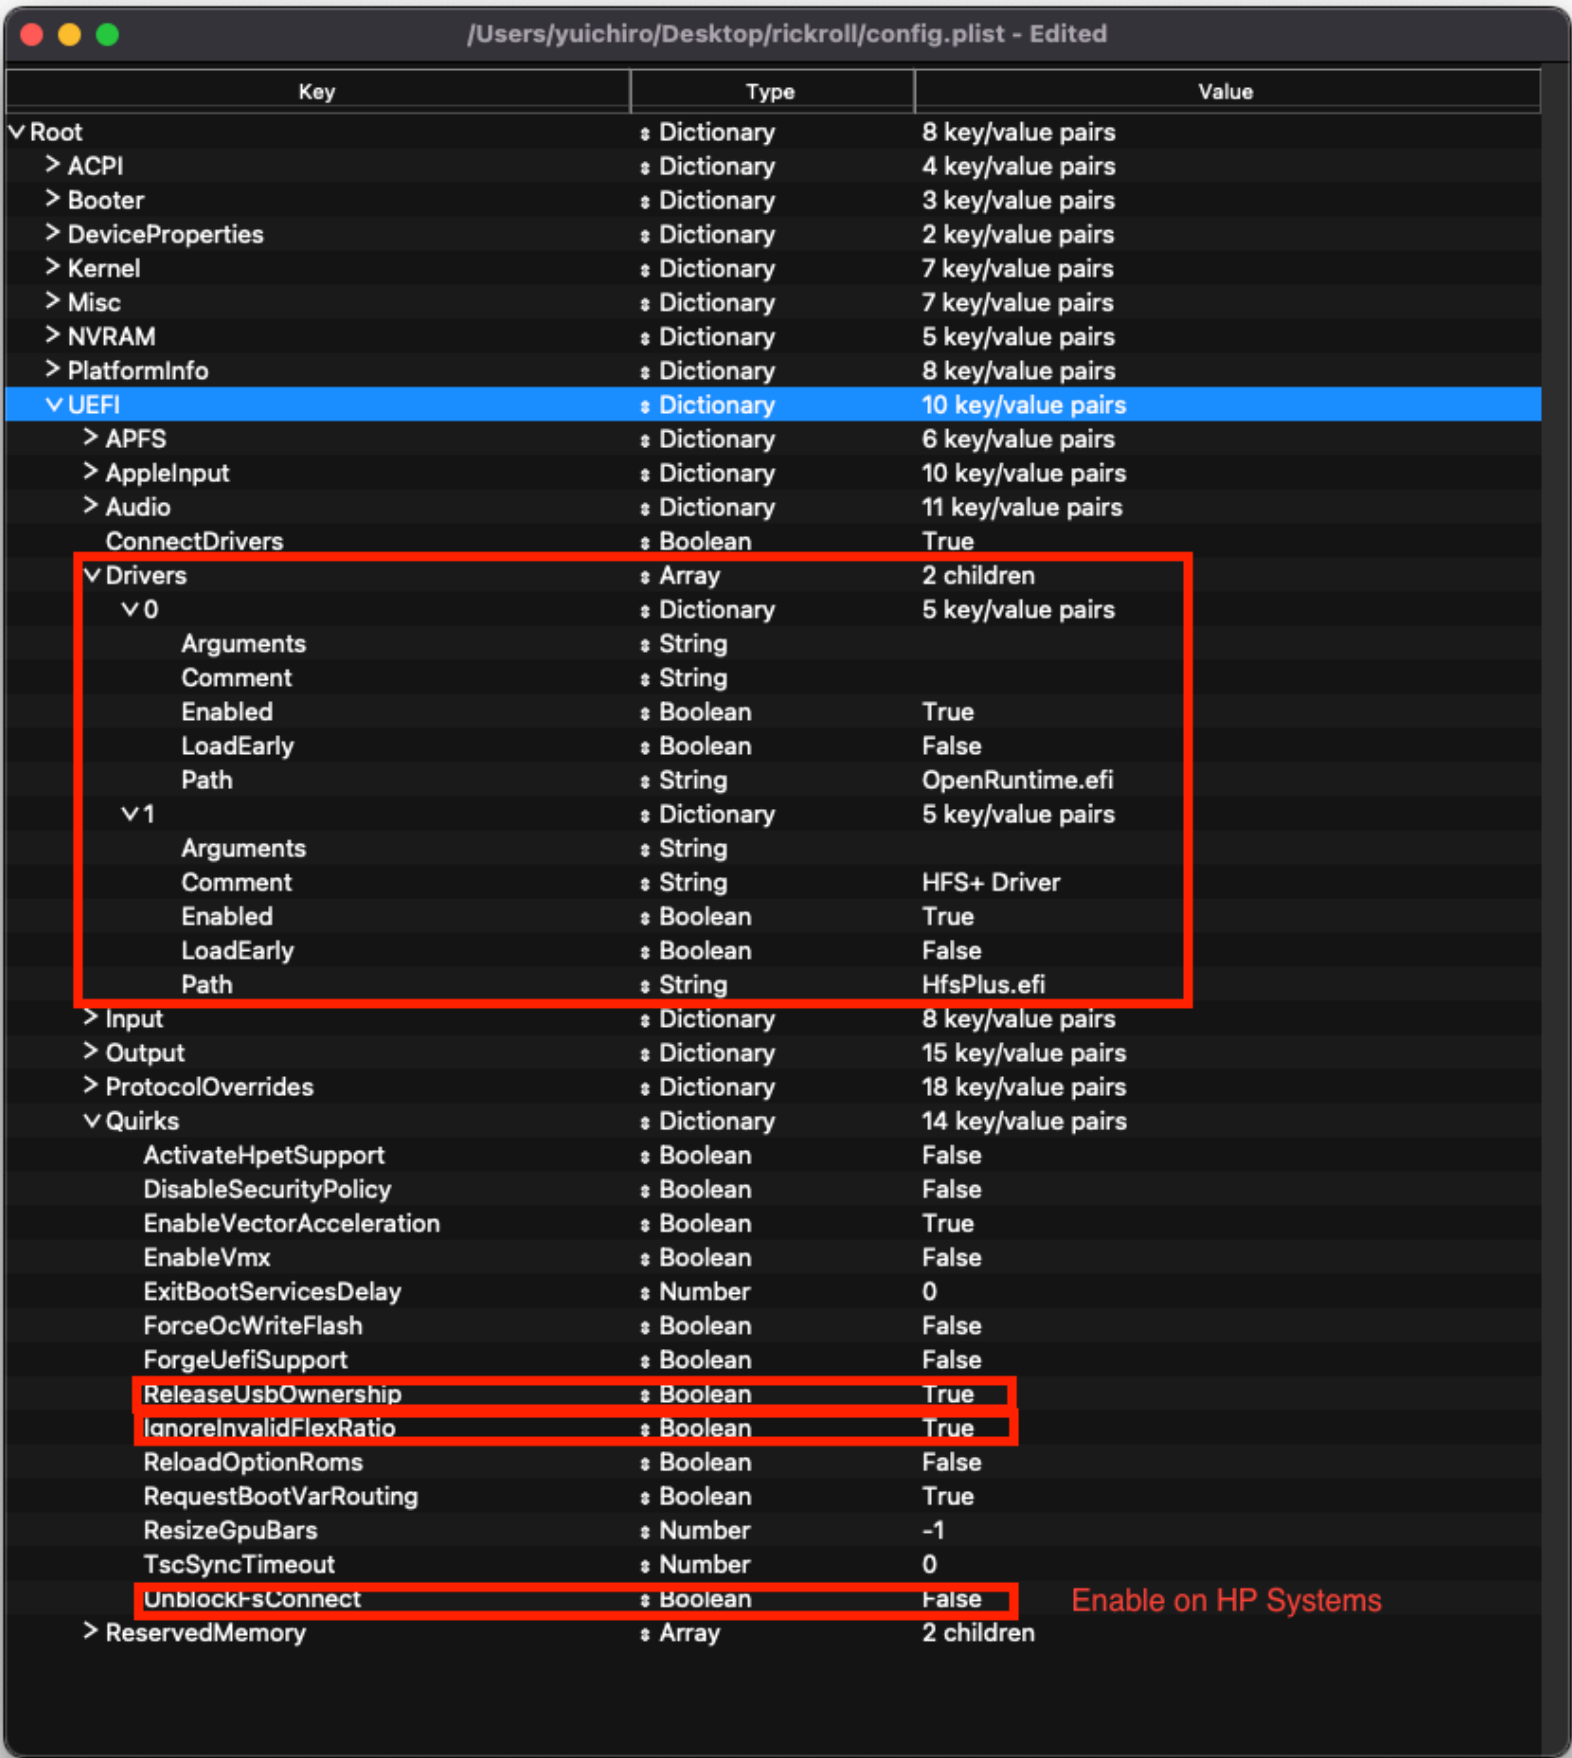 /Users/yuichiro/Desktop/rickroll/config.plist - Edited
Key Type Value
Root Dictionary 8 key/value pairs
ACPI Dictionary 4 key/value pairs
Booter Dictionary 3 key/value pairs
DeviceProperties Dictionary 2 key/value pairs
Kernel Dictionary 7 key/value pairs
Misc Dictionary 7 key/value pairs
NVRAM Dictionary 5 key/value pairs
PlatformInfo Dictionary 8 key/value pairs
UEFI Dictionary 10 key/value pairs
APFS Dictionary 6 key/value pairs
AppleInput Dictionary 10 key/value pairs
Audio Dictionary 11 key/value pairs
ConnectDrivers Boolean True
Drivers Array 2 children
0 Dictionary 5 key/value pairs
Arguments String
Comment String
Enabled Boolean True
LoadEarly Boolean False
Path String OpenRuntime.efi
1 Dictionary 5 key/value pairs
Arguments String
Comment String HFS+ Driver
Enabled Boolean True
LoadEarly Boolean False
Path String HfsPlus.efi
Input Dictionary 8 key/value pairs
Output Dictionary 15 key/value pairs
ProtocolOverrides Dictionary 18 key/value pairs
Quirks Dictionary 14 key/value pairs
ActivateHpetSupport Boolean False
DisableSecurityPolicy Boolean False
EnableVectorAcceleration Boolean True
EnableVmx Boolean False
ExitBootServicesDelay Number 0
ForceOcWriteFlash Boolean False
ForgeUefiSupport Boolean False
ReleaseUsbOwnership Boolean True
IgnoreInvalidFlexRatio Boolean True
ReloadOptionRoms Boolean False
RequestBootVarRouting Boolean True
ResizeGpuBars Number -1
TscSyncTimeout Number 0
UnblockFsConnect Boolean False Enable on HP Systems
ReservedMemory Array 2 children